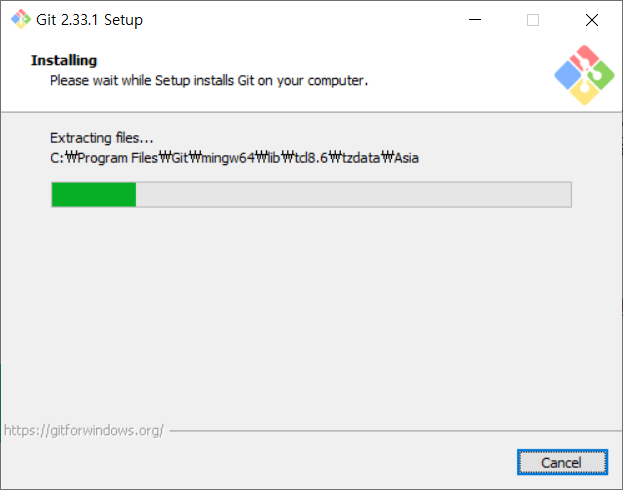 Git 2.33.1 Setup
Installing
Please wait while Setup installs Git on your computer.
Extracting files...
C:₩Program Files₩Git₩mingw64₩lib₩tcl8.6₩tzdata₩Asia
https://gitforwindows.org/
Cancel